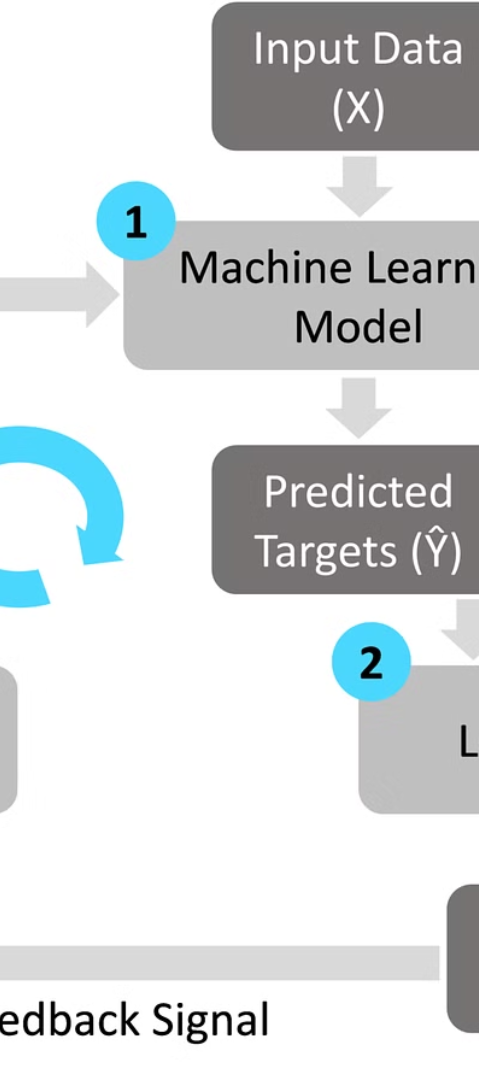 Input Data
(X)
1
Machine Learn
Model
Predicted
Targets (Ŷ)
2
L
edback Signal